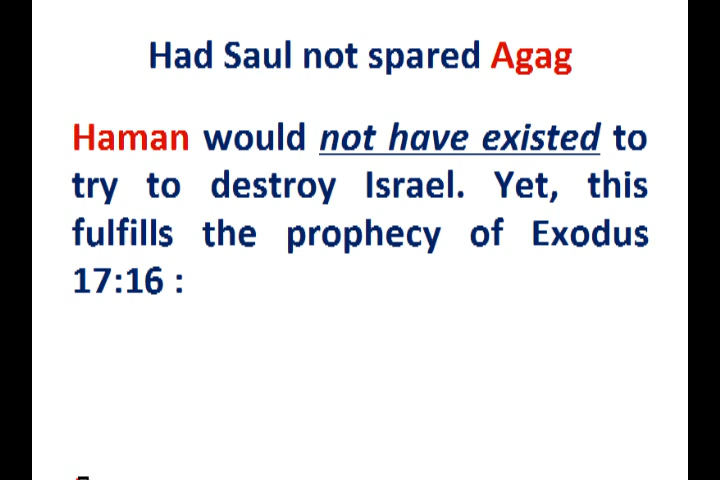 Had Saul not spared Agag
Haman would not have existed to
try to destroy Israel. Yet, this
fulfills the prophecy of Exodus
17:16 :